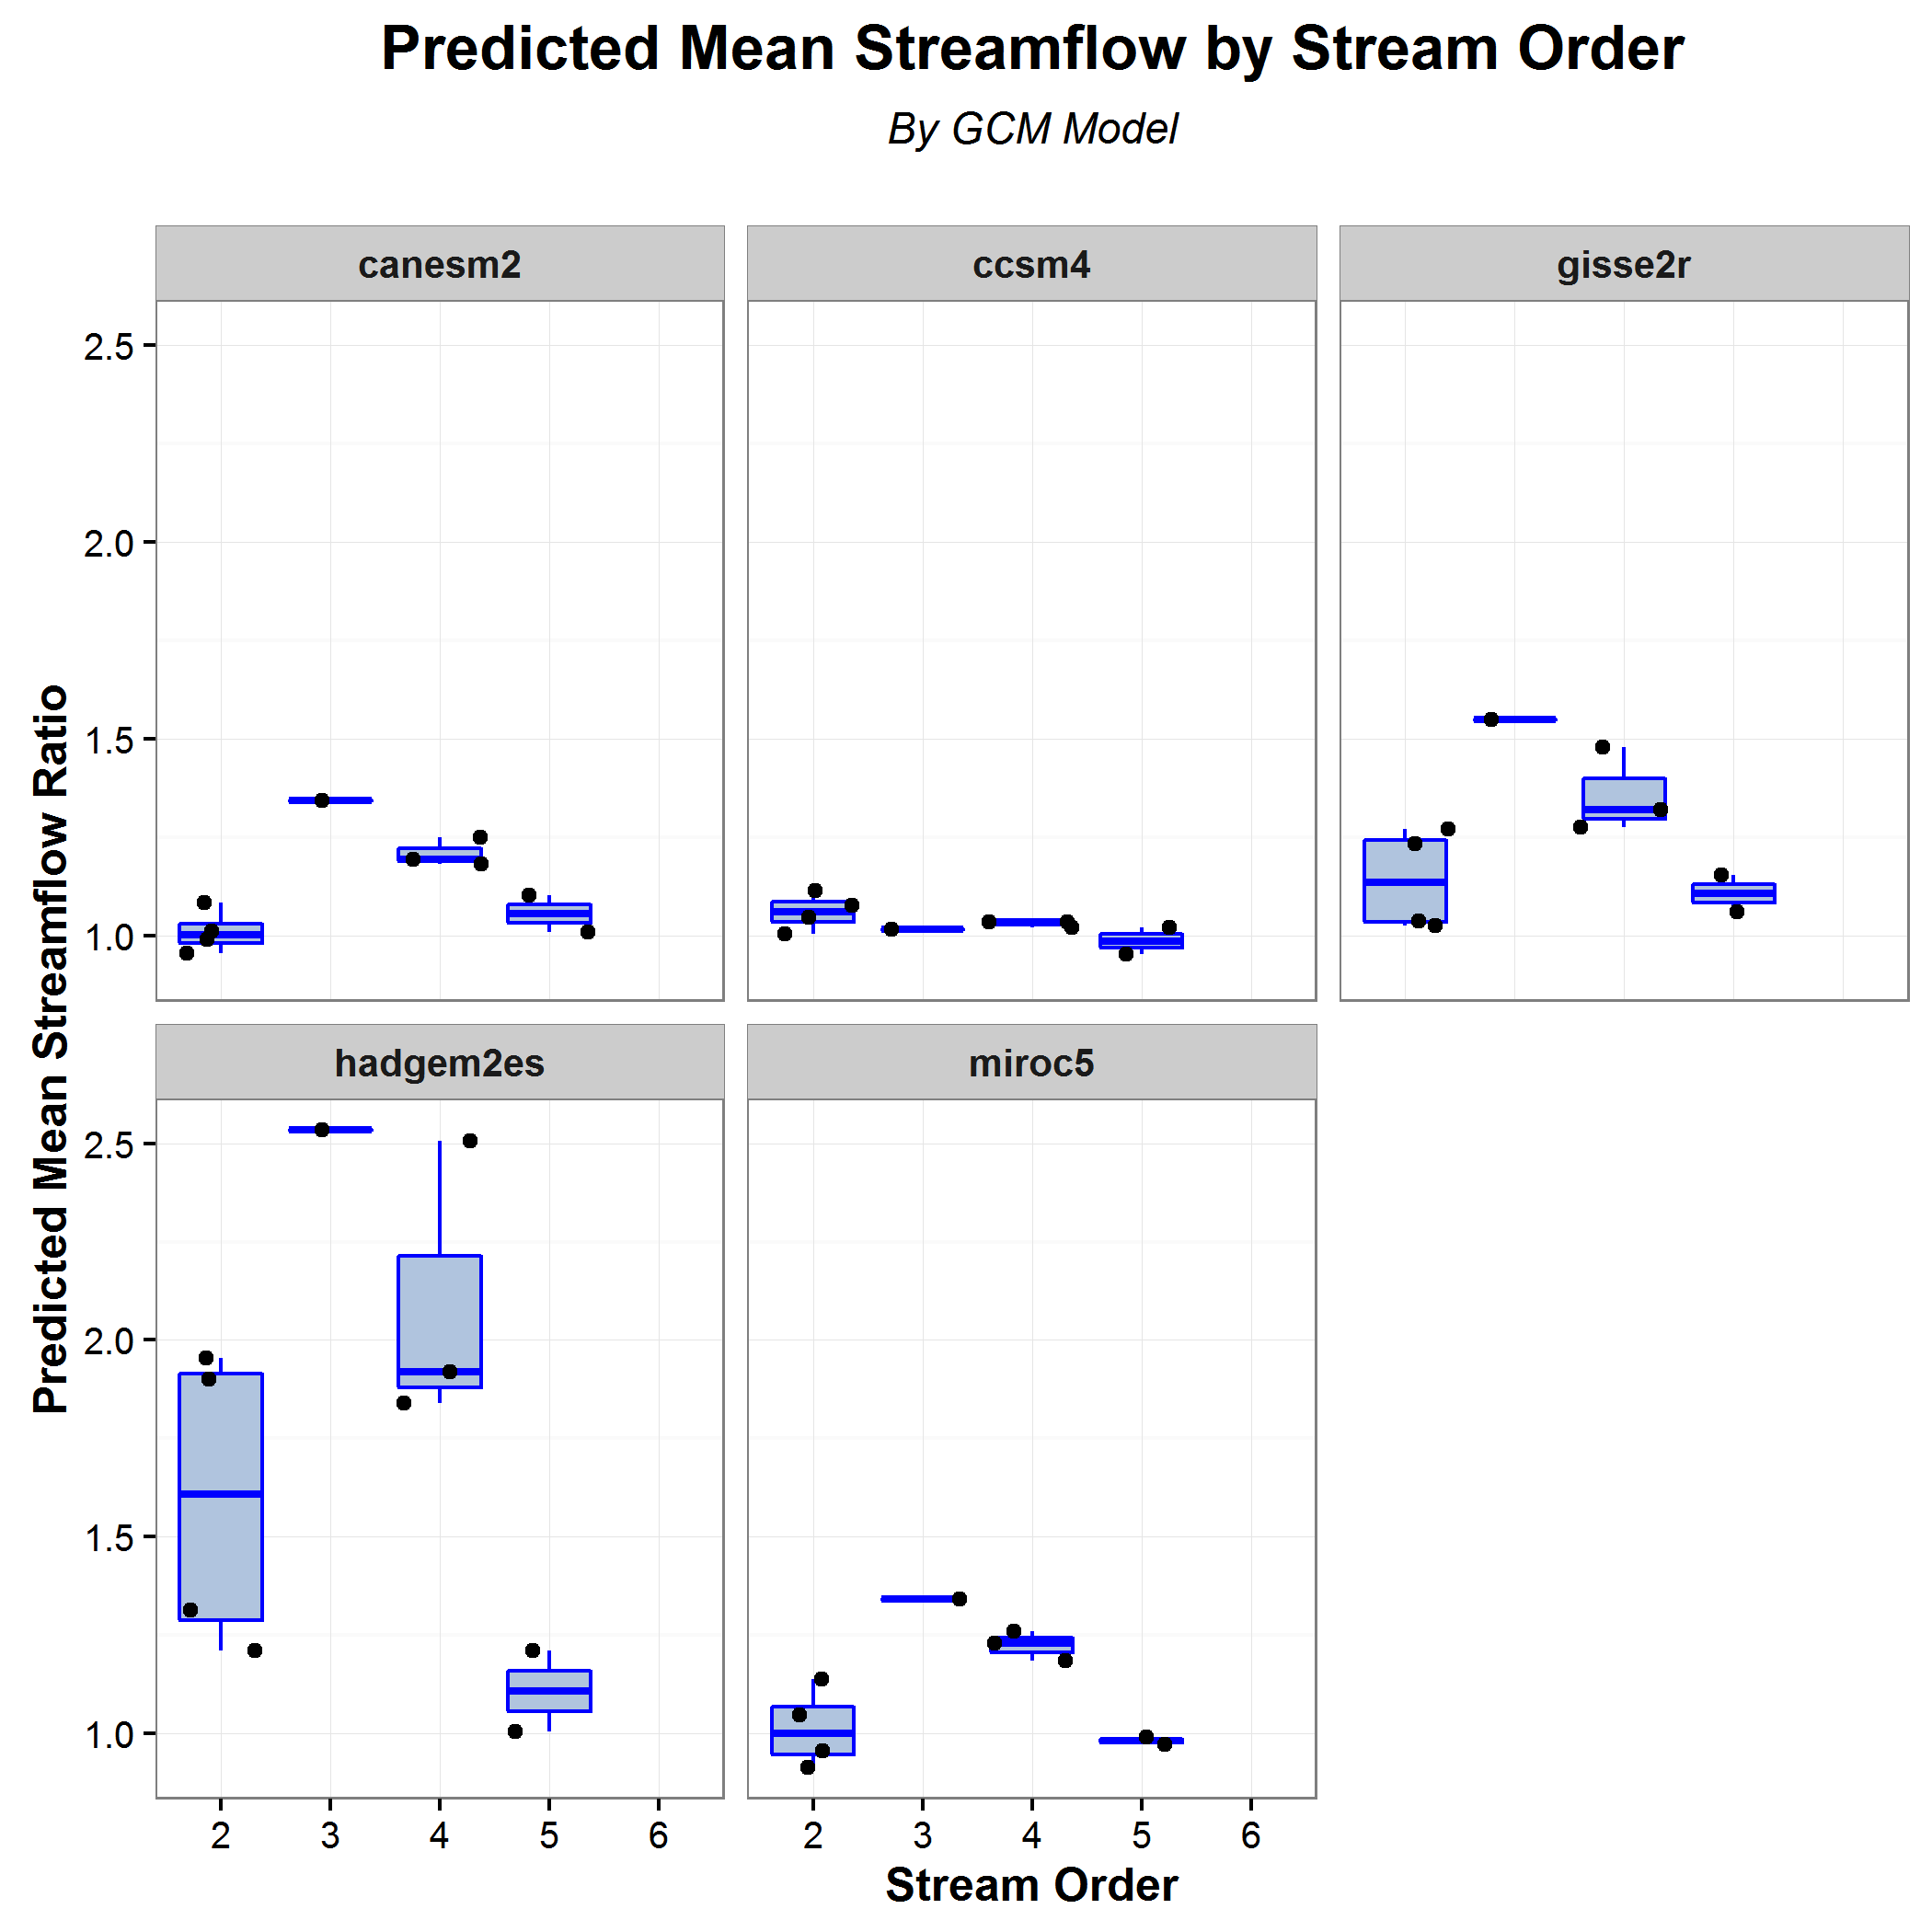 Predicted Mean Streamflow by Stream Order
By GCM Model
canesm2
ccsm4
gisse2r
2.5
2.0
1.5
1.0
Predicted Mean Streamflow Ratio
hadgem2es
miroc5
2.5
2.0
1.5
1.0
2 3 4 5 6
2 3 4 5 6
Stream Order